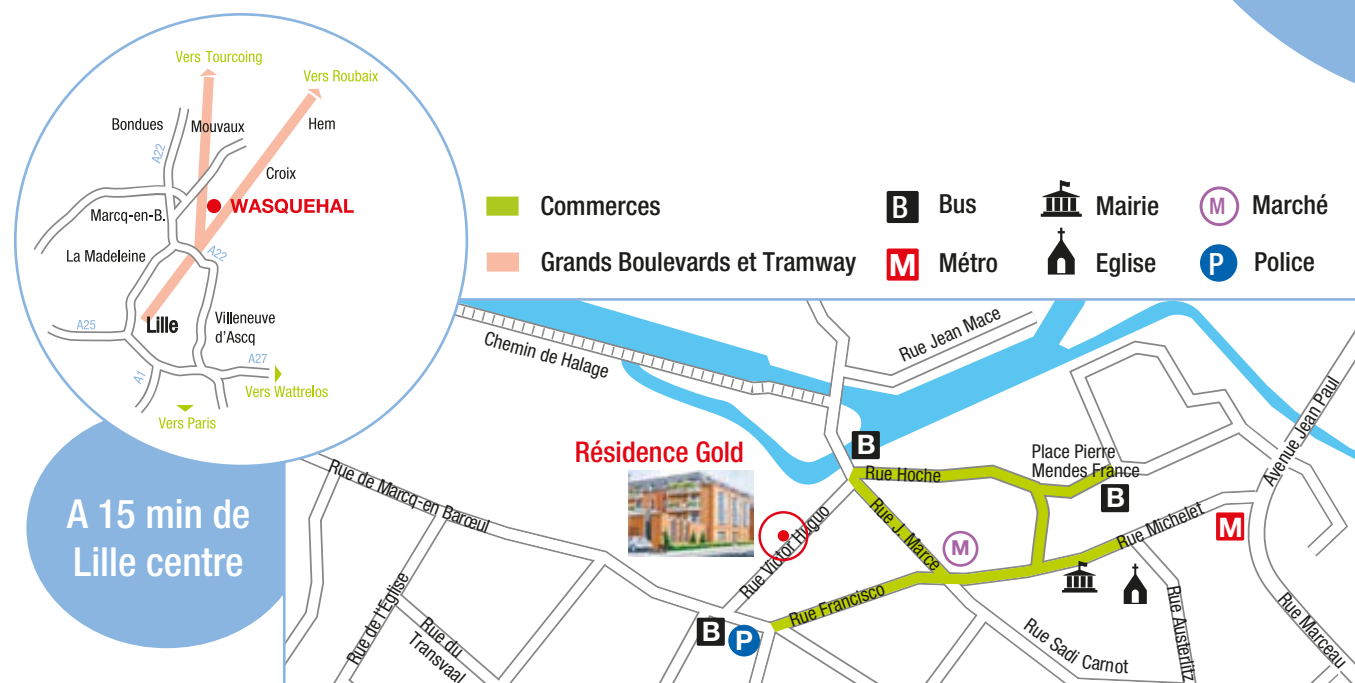 Vers Tourcoing
Vers Roubaix
Bondues
Mouvaux
Hem
A22
Croix
WASQUEHAL
Marcq-en-B.
La Madeleine
A22
Lille
Villeneuve
d'Ascq
A25
A27
A1
Vers Wattrelos
Vers Paris
A 15 min de
Lille centre
Commerces
Grands Boulevards et Tramway
B Bus
M Métro
Mairie
Eglise
M Marché
P Police
Chemin de Halage
Rue Jean Mace
Avenue Jean Paul
Résidence Gold
B
Rue Hoche
Place Pierre
Mendes France
B
Rue de Marcq-en Barœul
Rue Victor Huguo
Rue J. Marce
M
Rue Michelet
M
Rue Francisco
B
P
Rue de l'Eglise
Rue du
Transvaal
Rue Sadi Carnot
Rue Austerlitz
Rue Marceau